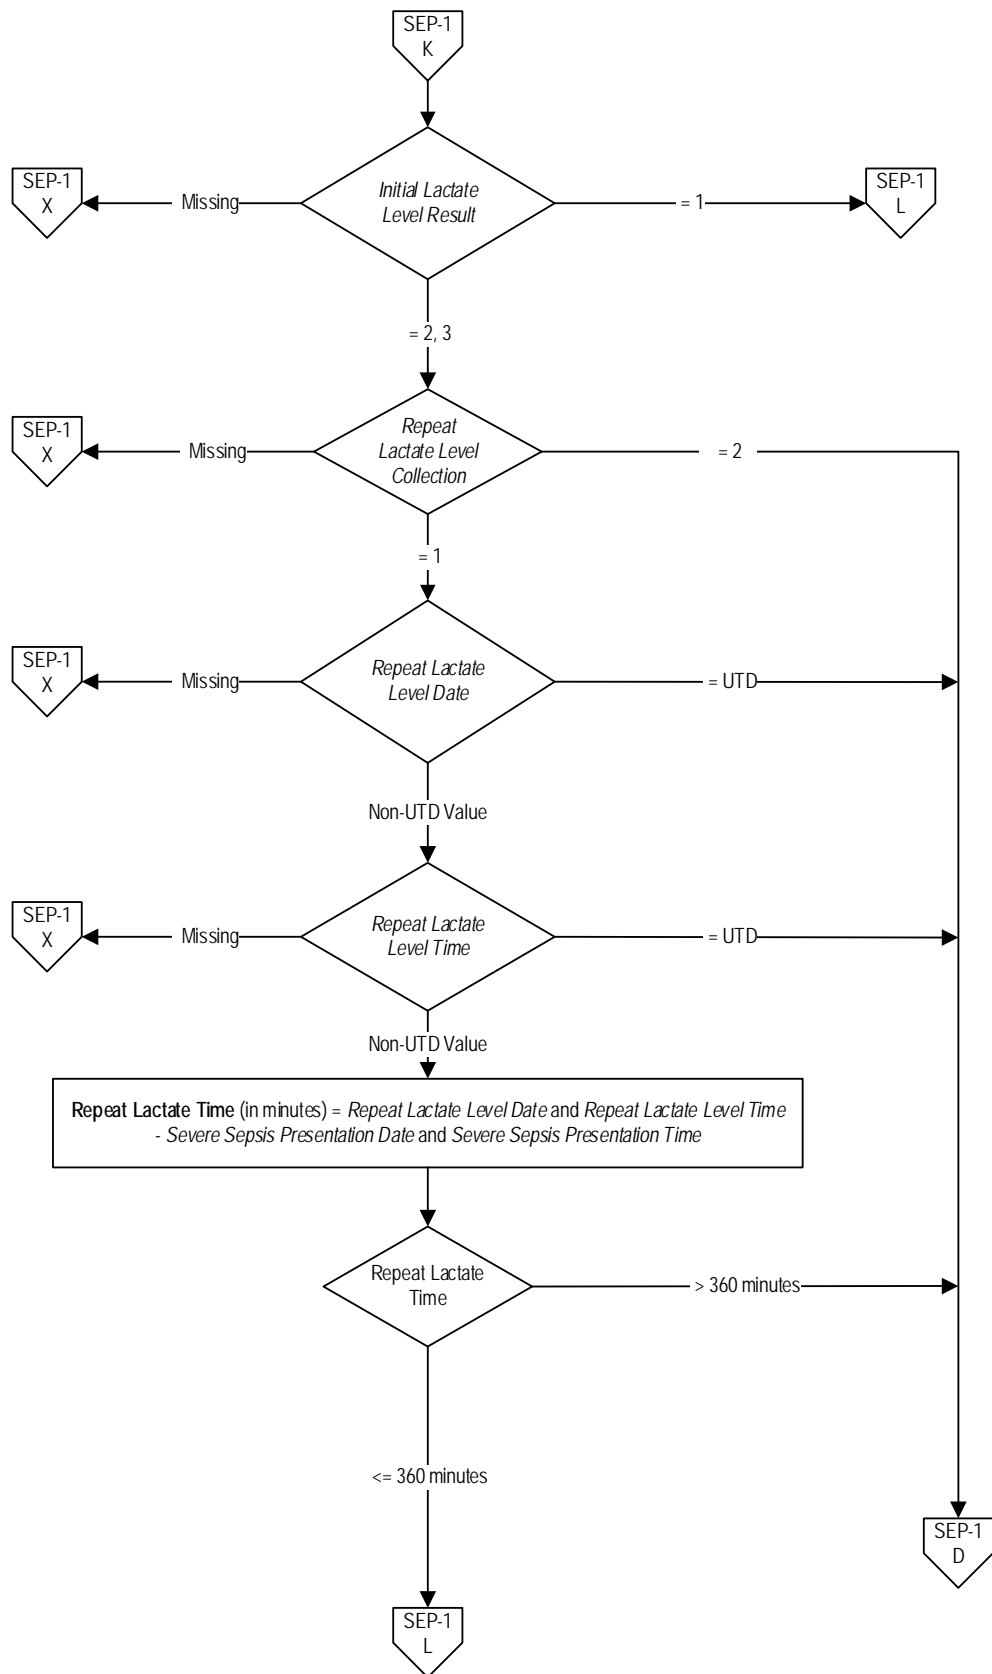 SEP-1
K
Initial Lactate
Level Result
SEP-1
X
Missing
= 1
SEP-1
L
= 2, 3
Repeat
Lactate Level
Collection
SEP-1
X
Missing
= 2
= 1
Repeat Lactate
Level Date
SEP-1
X
Missing
= UTD
Non-UTD Value
Repeat Lactate
Level Time
SEP-1
X
Missing
= UTD
Non-UTD Value
Repeat Lactate Time (in minutes) = Repeat Lactate Level Date and Repeat Lactate Level Time
- Severe Sepsis Presentation Date and Severe Sepsis Presentation Time
Repeat Lactate
Time
> 360 minutes
<= 360 minutes
SEP-1
D
SEP-1
L